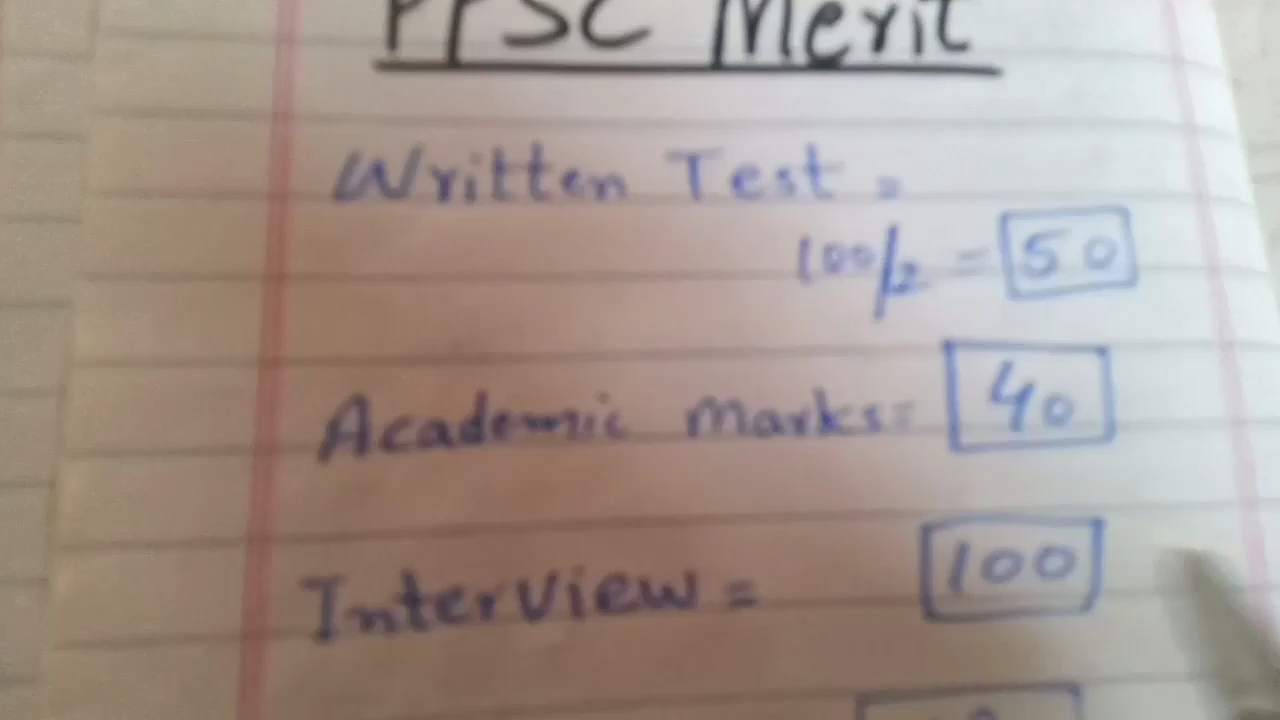 PPSC Merit
Written Test =
100/2 = 50
Academic Marks = 40
Interview = 100